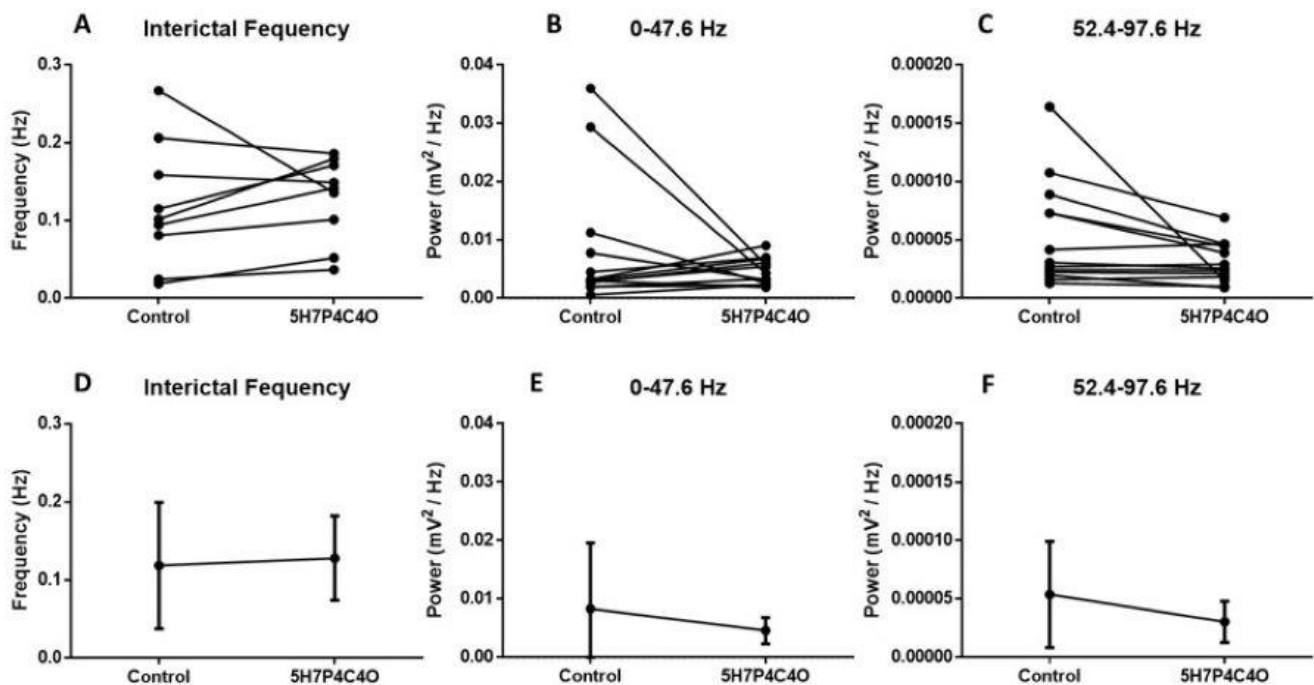 A Interictal Fequency
B 0-47.6 Hz
C 52.4-97.6 Hz
Frequency (Hz)
0.3
0.2
0.1
0.0
Control 5H7P4C4O
Power (mV² / Hz)
0.04
0.03
0.02
0.01
0.00
Control 5H7P4C4O
Power (mV² / Hz)
0.00020
0.00015
0.00010
0.00005
0.00000
Control 5H7P4C4O
D Interictal Fequency
E 0-47.6 Hz
F 52.4-97.6 Hz
Frequency (Hz)
0.3
0.2
0.1
0.0
Control 5H7P4C4O
Power (mV² / Hz)
0.04
0.03
0.02
0.01
0.00
Control 5H7P4C4O
Power (mV² / Hz)
0.00020
0.00015
0.00010
0.00005
0.00000
Control 5H7P4C4O